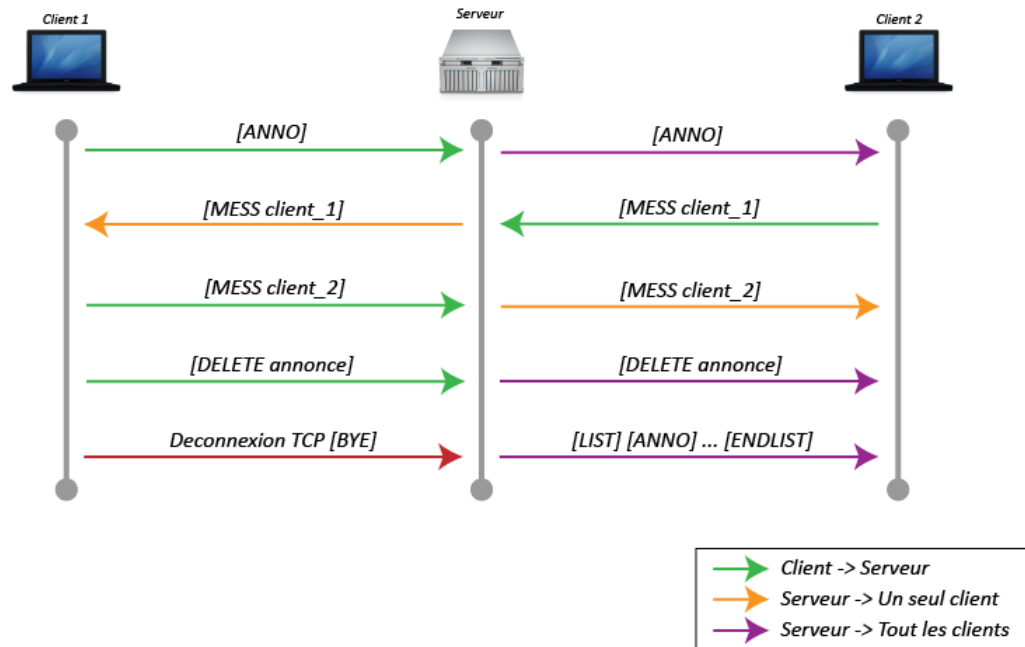 Client 1
Serveur
Client 2
[ANNO]
[ANNO]
[MESS client_1]
[MESS client_1]
[MESS client_2]
[MESS client_2]
[DELETE annonce]
[DELETE annonce]
Deconnexion TCP [BYE]
[LIST] [ANNO] ... [ENDLIST]
Client -> Serveur
Serveur -> Un seul client
Serveur -> Tout les clients